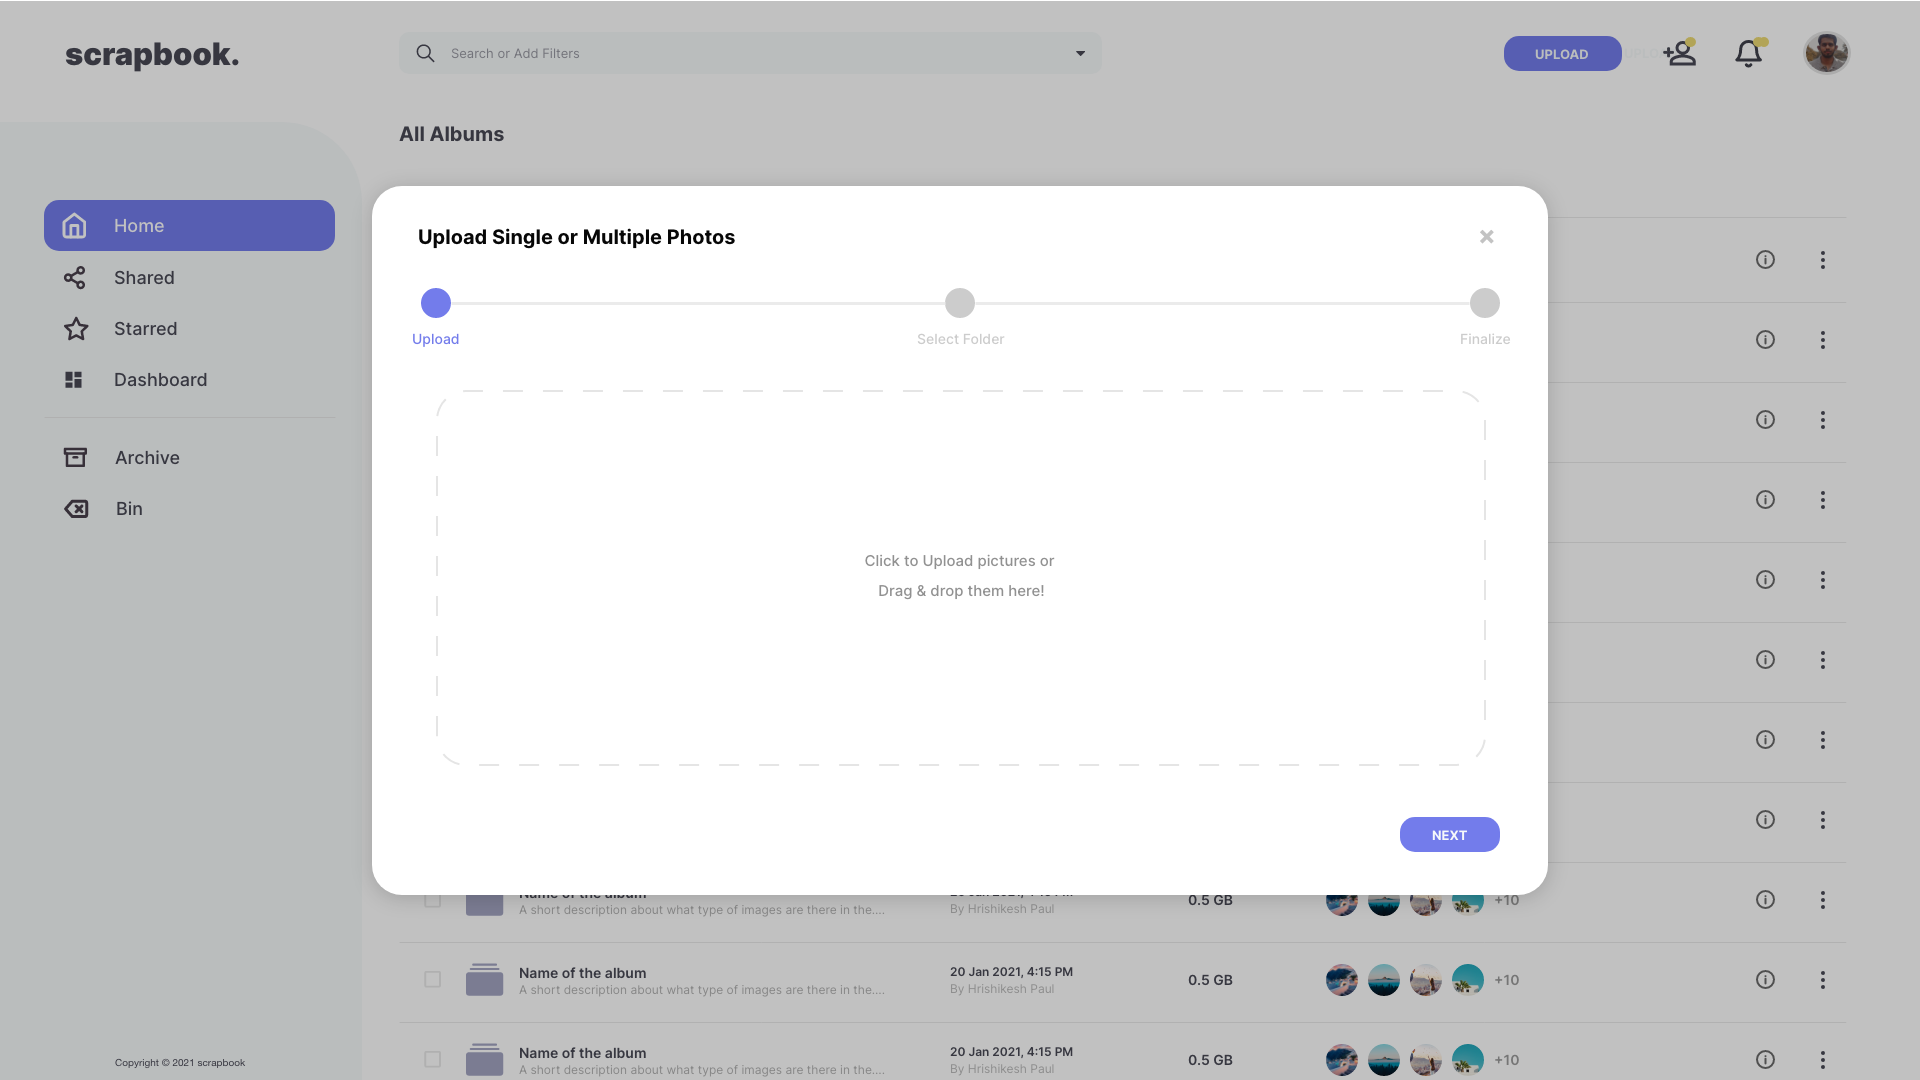 scrapbook.
Search or Add Filters
UPLOAD
All Albums
Home
Shared
Starred
Dashboard
Archive
Bin
Copyright © 2021 scrapbook
Upload Single or Multiple Photos
Upload
Select Folder
Finalize
Click to Upload pictures or
Drag & drop them here!
NEXT
Name of the album
A short description about what type of images are there in the....
By Hrishikesh Paul
0.5 GB
+10
Name of the album
A short description about what type of images are there in the....
20 Jan 2021, 4:15 PM
By Hrishikesh Paul
0.5 GB
+10
Name of the album
A short description about what type of images are there in the....
20 Jan 2021, 4:15 PM
By Hrishikesh Paul
0.5 GB
+10